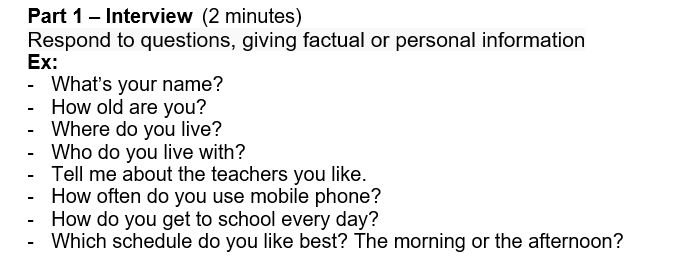 Part 1 – Interview (2 minutes)
Respond to questions, giving factual or personal information
Ex:
- What's your name?
- How old are you?
- Where do you live?
- Who do you live with?
- Tell me about the teachers you like.
- How often do you use mobile phone?
- How do you get to school every day?
- Which schedule do you like best? The morning or the afternoon?